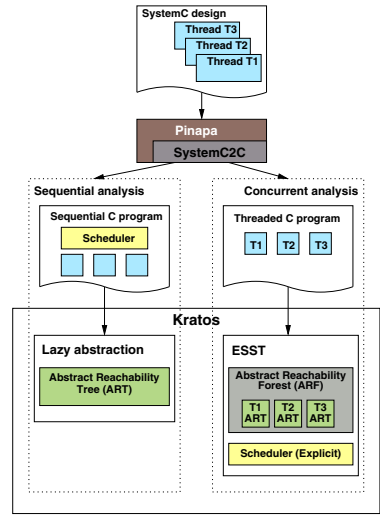 SystemC design
Thread T3
Thread T2
Thread T1
Pinapa
SystemC2C
Sequential analysis
Concurrent analysis
Sequential C program
Scheduler
Threaded C program
T1 T2 T3
Kratos
Lazy abstraction
Abstract Reachability
Tree (ART)
ESST
Abstract Reachability
Forest (ARF)
T1 T2 T3
ART ART ART
Scheduler (Explicit)